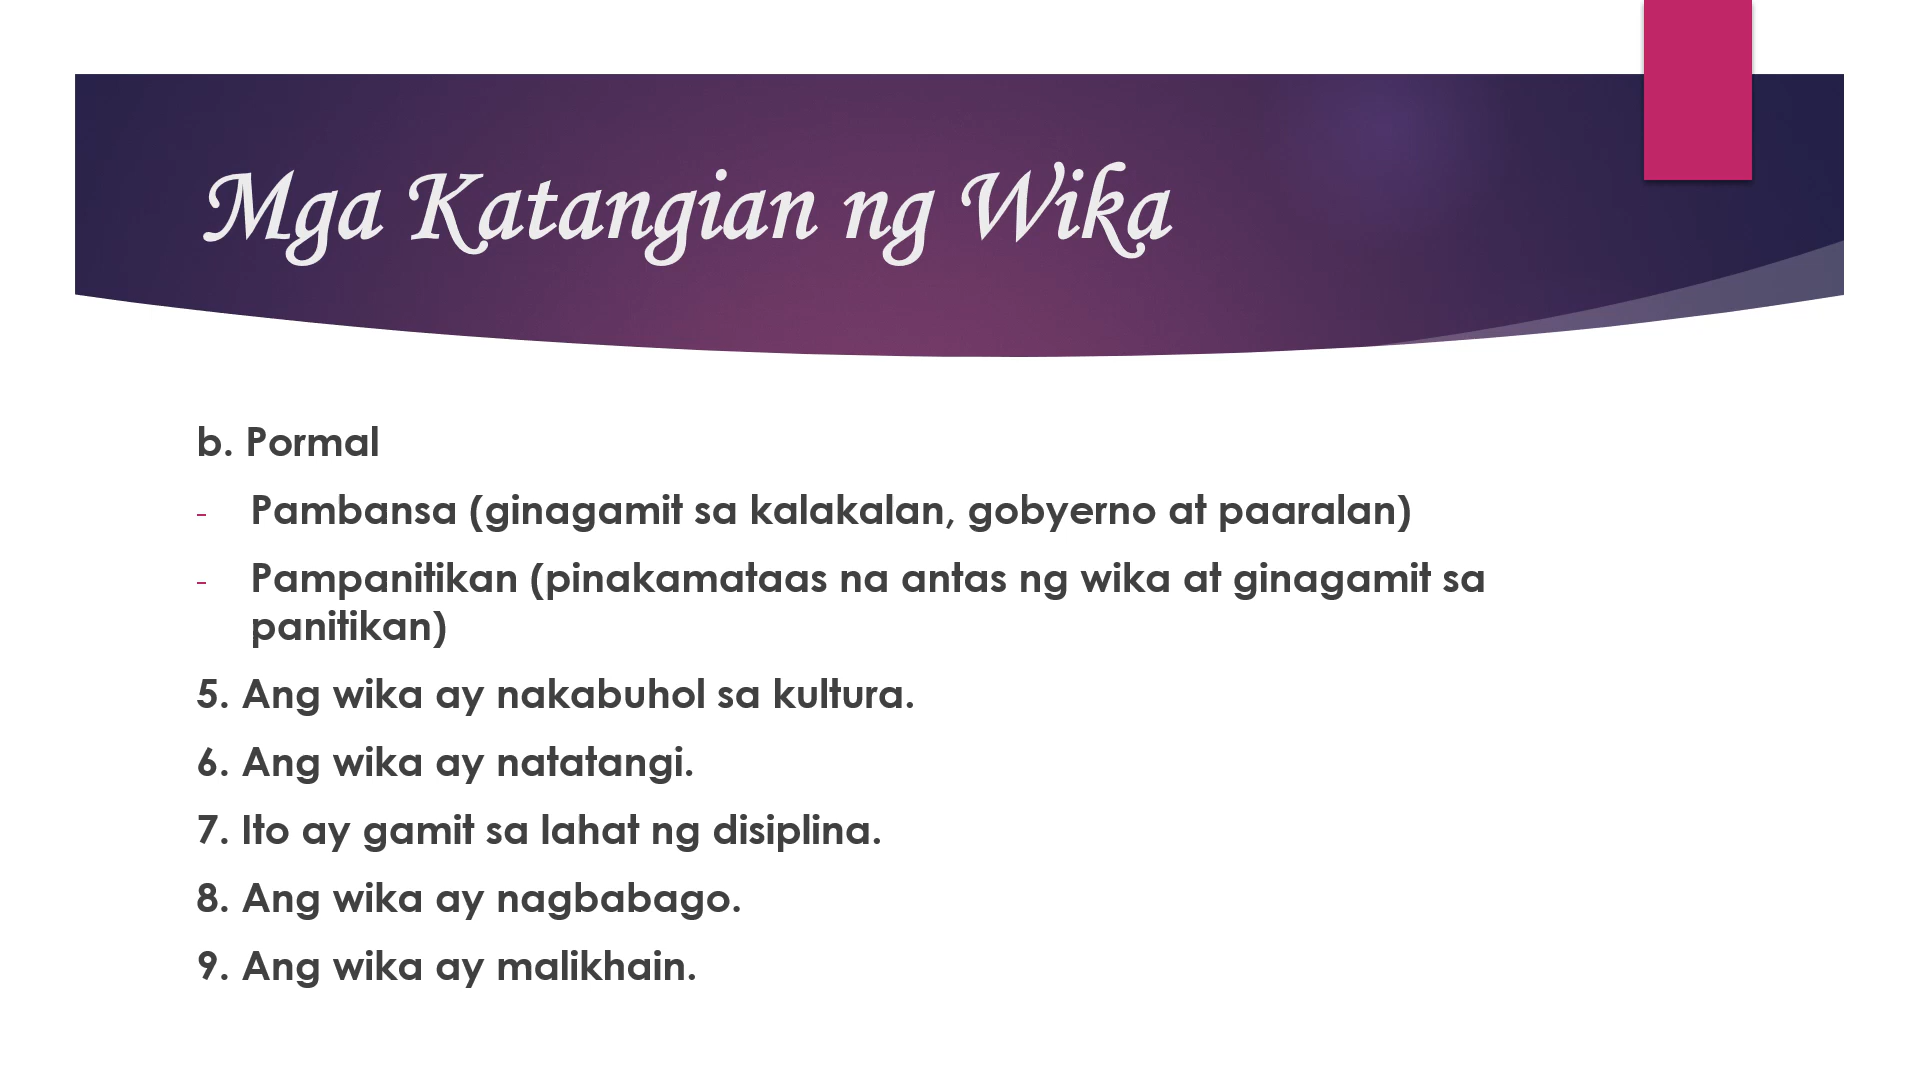 Mga Katangian ng Wika
b. Pormal
- Pambansa (ginagamit sa kalakalan, gobyerno at paaralan)
- Pampanitikan (pinakamataas na antas ng wika at ginagamit sa
panitikan)
5. Ang wika ay nakabuhol sa kultura.
6. Ang wika ay natatangi.
7. Ito ay gamit sa lahat ng disiplina.
8. Ang wika ay nagbabago.
9. Ang wika ay malikhain.